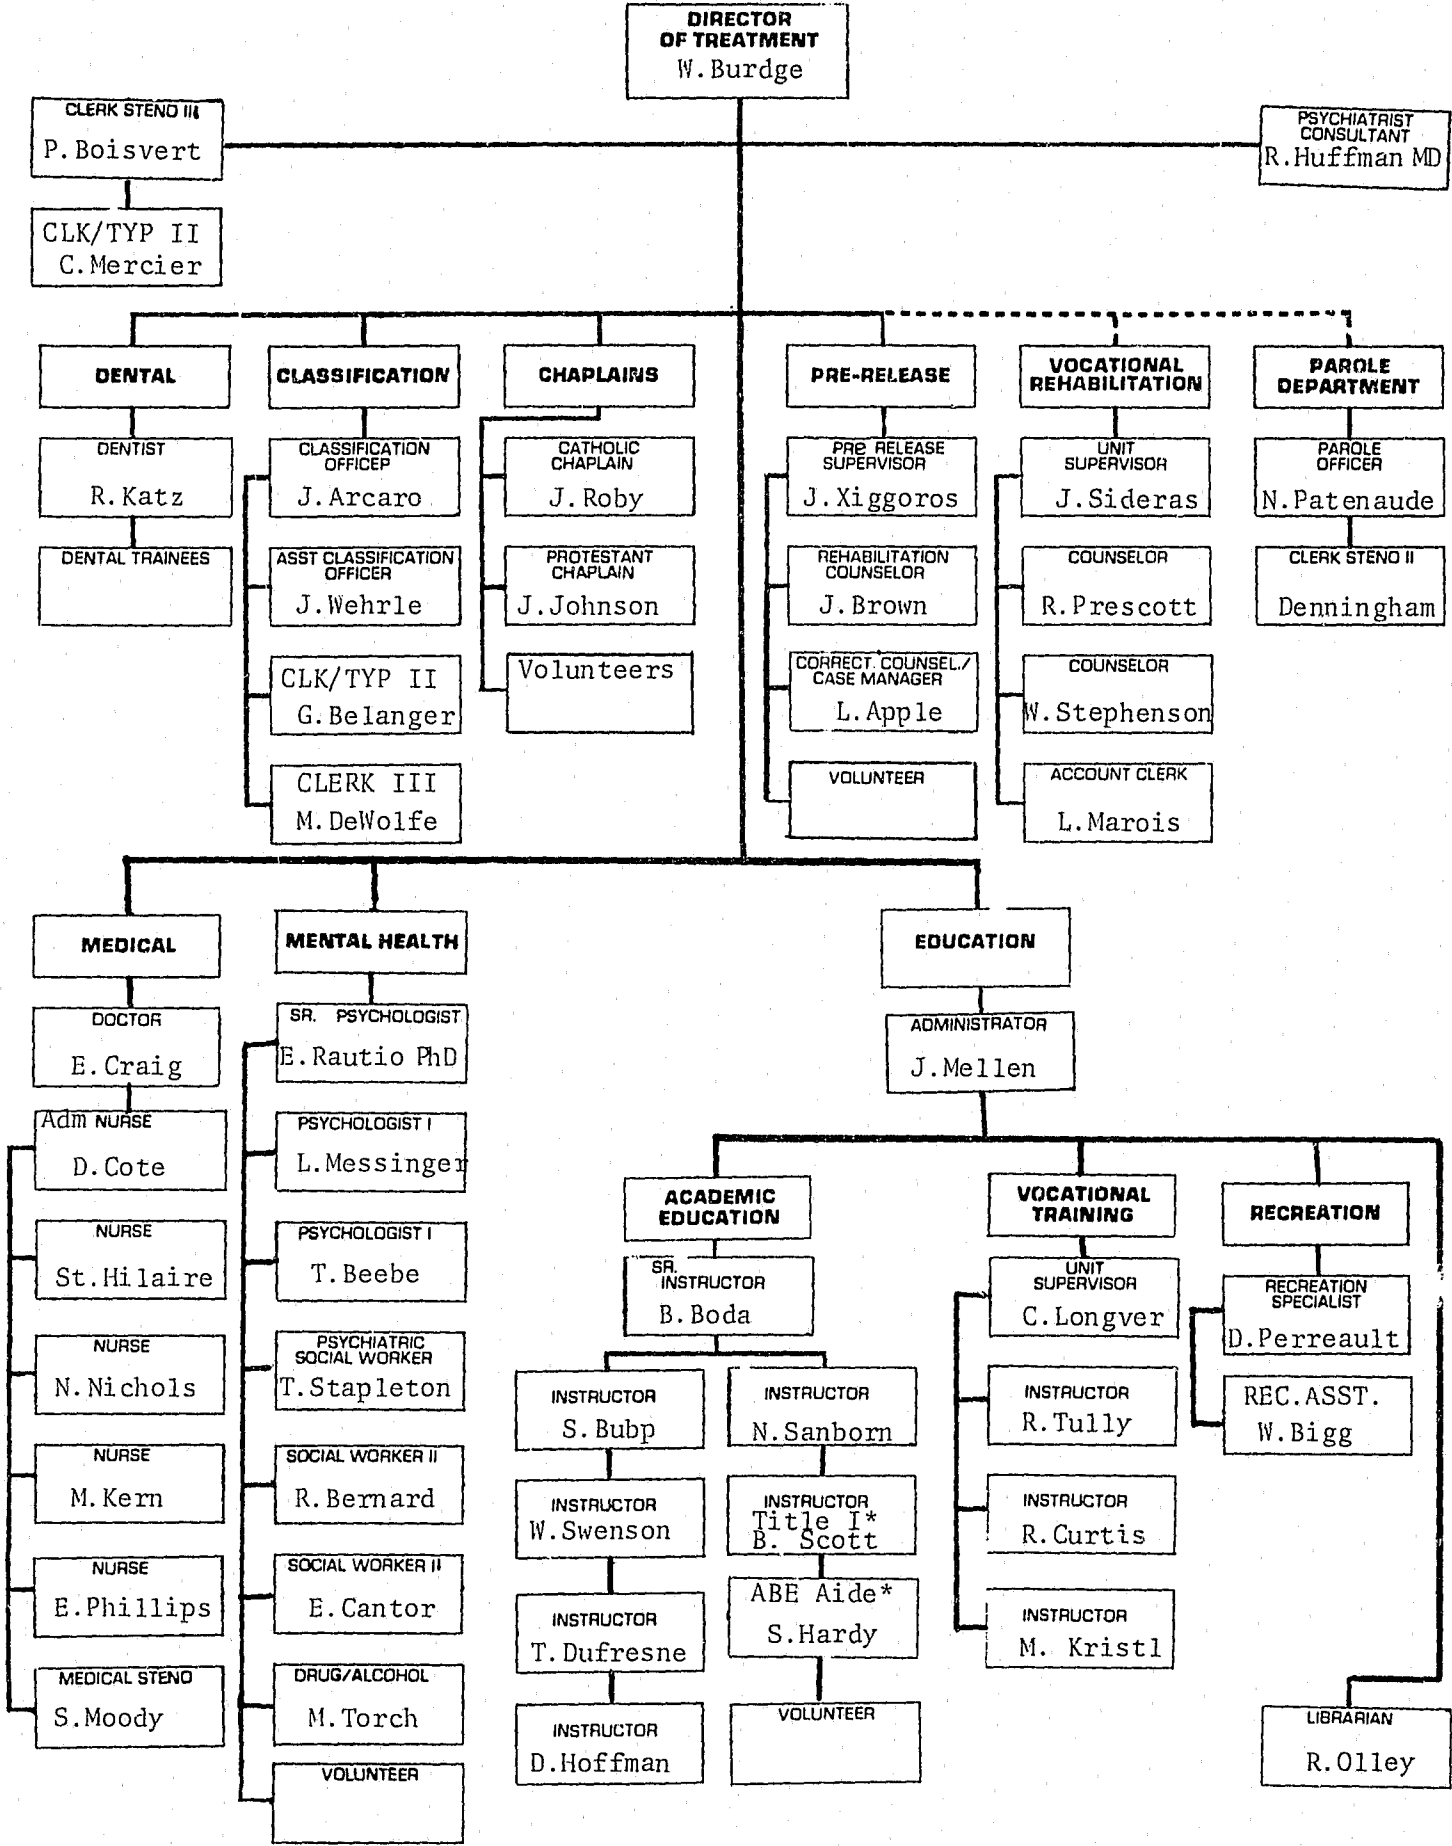 DIRECTOR
OF TREATMENT
W.Burdge
CLERK STENO III
P.Boisvert
PSYCHIATRIST
CONSULTANT
R.Huffman MD
CLK/TYP II
C.Mercier
DENTAL
CLASSIFICATION
CHAPLAINS
PRE-RELEASE
VOCATIONAL
REHABILITATION
PAROLE
DEPARTMENT
DENTIST
R.Katz
CLASSIFICATION
OFFICER
J.Arcaro
CATHOLIC
CHAPLAIN
J.Roby
PRe RELEASE
SUPERVISOR
J.Xiggoros
UNIT
SUPERVISOR
J.Sideras
PAROLE
OFFICER
N.Patenaude
DENTAL TRAINEES
ASST CLASSIFICATION
OFFICER
J.Wehrle
PROTESTANT
CHAPLAIN
J.Johnson
REHABILITATION
COUNSELOR
J.Brown
COUNSELOR
R.Prescott
CLERK STENO II
Denningham
CLK/TYP II
G.Belanger
Volunteers
CORRECT. COUNSEL./
CASE MANAGER
L.Apple
COUNSELOR
W.Stephenson
CLERK III
M.DeWolfe
VOLUNTEER
ACCOUNT CLERK
L.Marois
MEDICAL
MENTAL HEALTH
EDUCATION
DOCTOR
E.Craig
SR. PSYCHOLOGIST
E.Rautio PhD
ADMINISTRATOR
J.Mellen
Adm NURSE
D.Cote
PSYCHOLOGIST I
L.Messinger
ACADEMIC
EDUCATION
VOCATIONAL
TRAINING
RECREATION
NURSE
St.Hilaire
PSYCHOLOGIST I
T.Beebe
SR.
INSTRUCTOR
B.Boda
UNIT
SUPERVISOR
C.Longver
RECREATION
SPECIALIST
D.Perreault
NURSE
N.Nichols
PSYCHIATRIC
SOCIAL WORKER
T.Stapleton
INSTRUCTOR
S.Bubp
INSTRUCTOR
N.Sanborn
INSTRUCTOR
R.Tully
REC.ASST.
W.Bigg
NURSE
M.Kern
SOCIAL WORKER II
R.Bernard
INSTRUCTOR
W.Swenson
INSTRUCTOR
Title I*
B. Scott
INSTRUCTOR
R.Curtis
NURSE
E.Phillips
SOCIAL WORKER II
E.Cantor
INSTRUCTOR
T.Dufresne
ABE Aide*
S.Hardy
INSTRUCTOR
M. Kristl
MEDICAL STENO
S.Moody
DRUG/ALCOHOL
M.Torch
INSTRUCTOR
D.Hoffman
VOLUNTEER
LIBRARIAN
R.Olley
VOLUNTEER